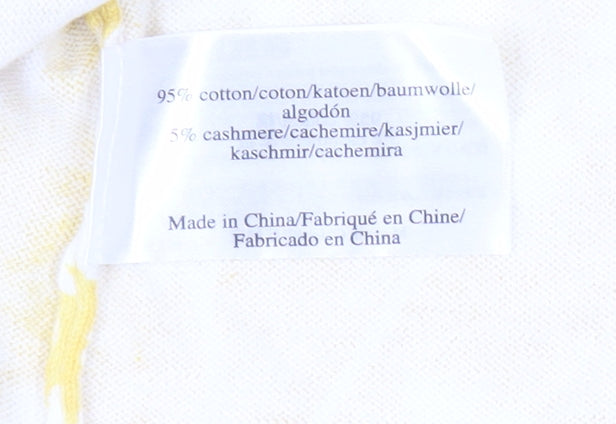 95% cotton/coton/katoen/baumwolle/
algodón
5% cashmere/cachemire/kasjmier/
kaschmir/cachemira
Made in China/Fabriqué en Chine/
Fabricado en China